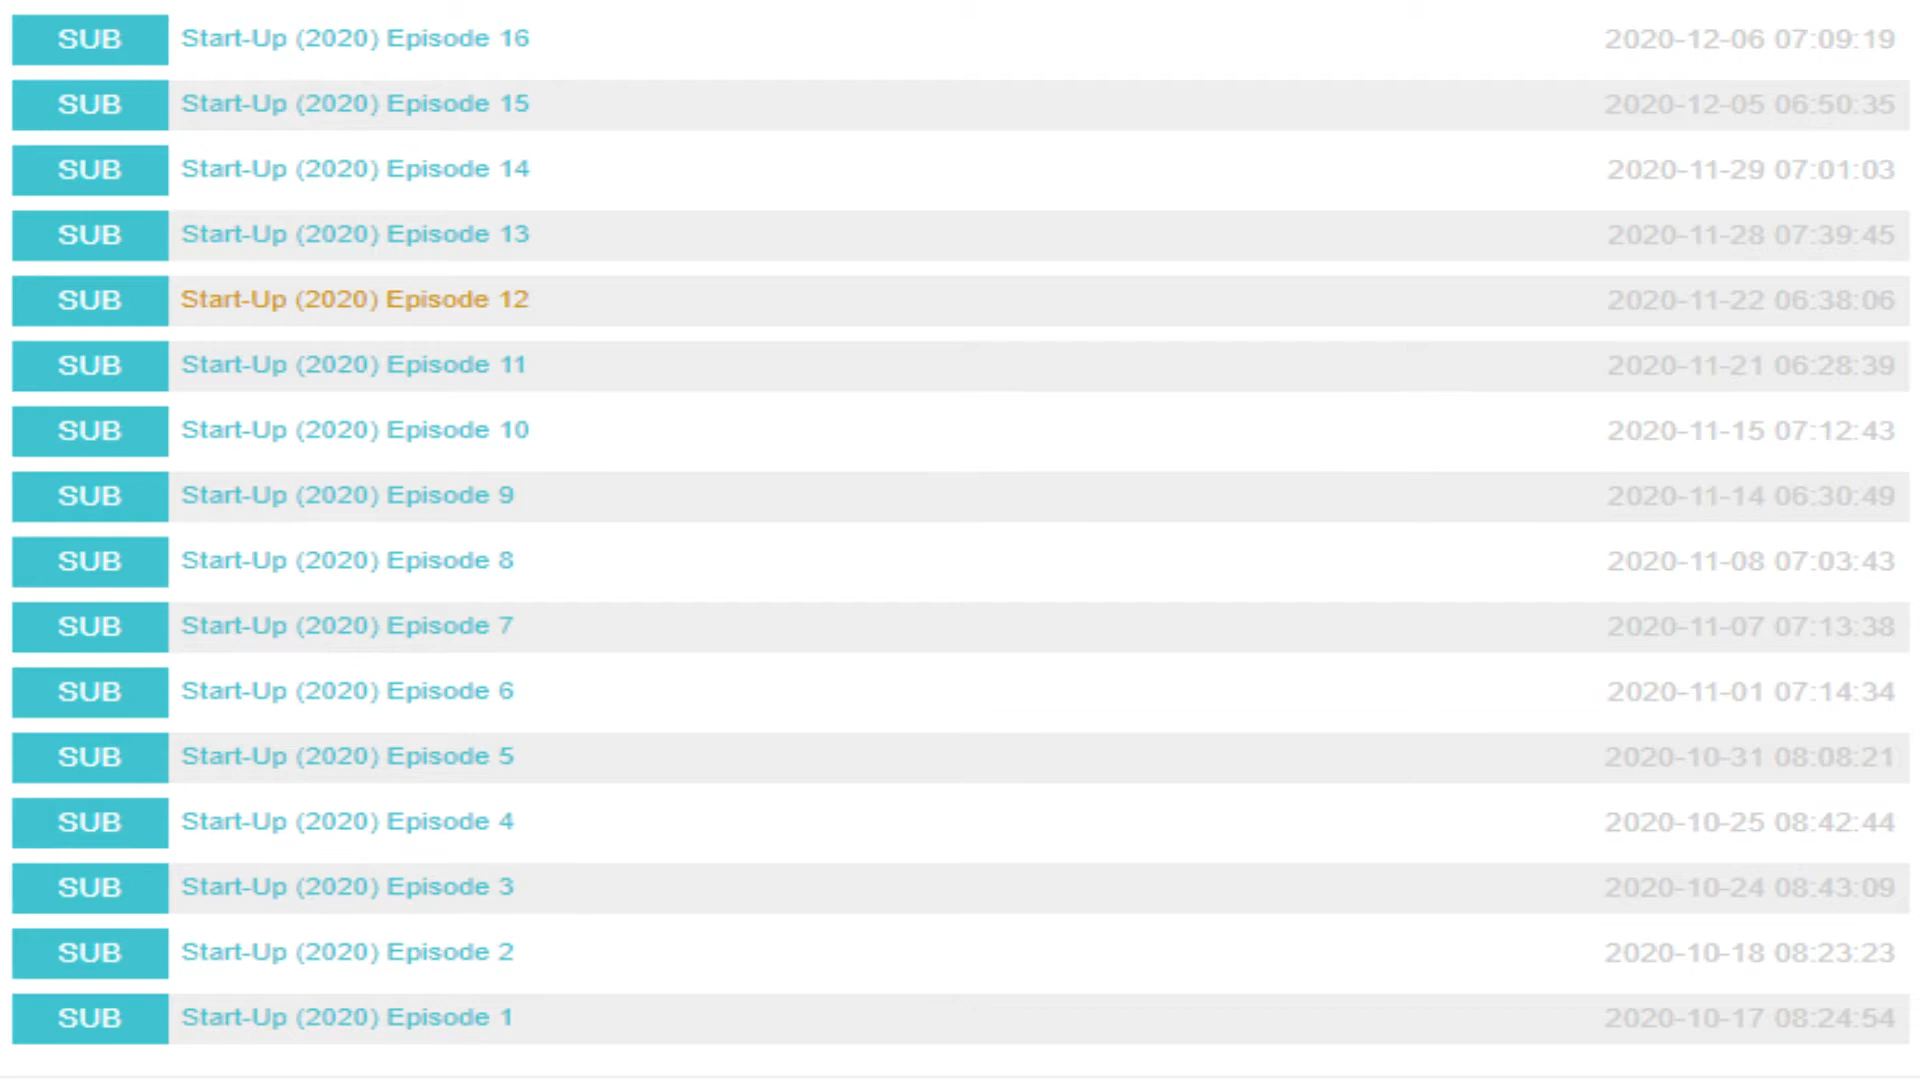 SUB Start-Up (2020) Episode 16 2020-12-06 07:09:19
SUB Start-Up (2020) Episode 15 2020-12-05 06:50:35
SUB Start-Up (2020) Episode 14 2020-11-29 07:01:03
SUB Start-Up (2020) Episode 13 2020-11-28 07:39:45
SUB Start-Up (2020) Episode 12 2020-11-22 06:38:06
SUB Start-Up (2020) Episode 11 2020-11-21 06:28:39
SUB Start-Up (2020) Episode 10 2020-11-15 07:12:43
SUB Start-Up (2020) Episode 9 2020-11-14 06:30:49
SUB Start-Up (2020) Episode 8 2020-11-08 07:03:43
SUB Start-Up (2020) Episode 7 2020-11-07 07:13:38
SUB Start-Up (2020) Episode 6 2020-11-01 07:14:34
SUB Start-Up (2020) Episode 5 2020-10-31 08:08:21
SUB Start-Up (2020) Episode 4 2020-10-25 08:42:44
SUB Start-Up (2020) Episode 3 2020-10-24 08:43:09
SUB Start-Up (2020) Episode 2 2020-10-18 08:23:23
SUB Start-Up (2020) Episode 1 2020-10-17 08:24:54